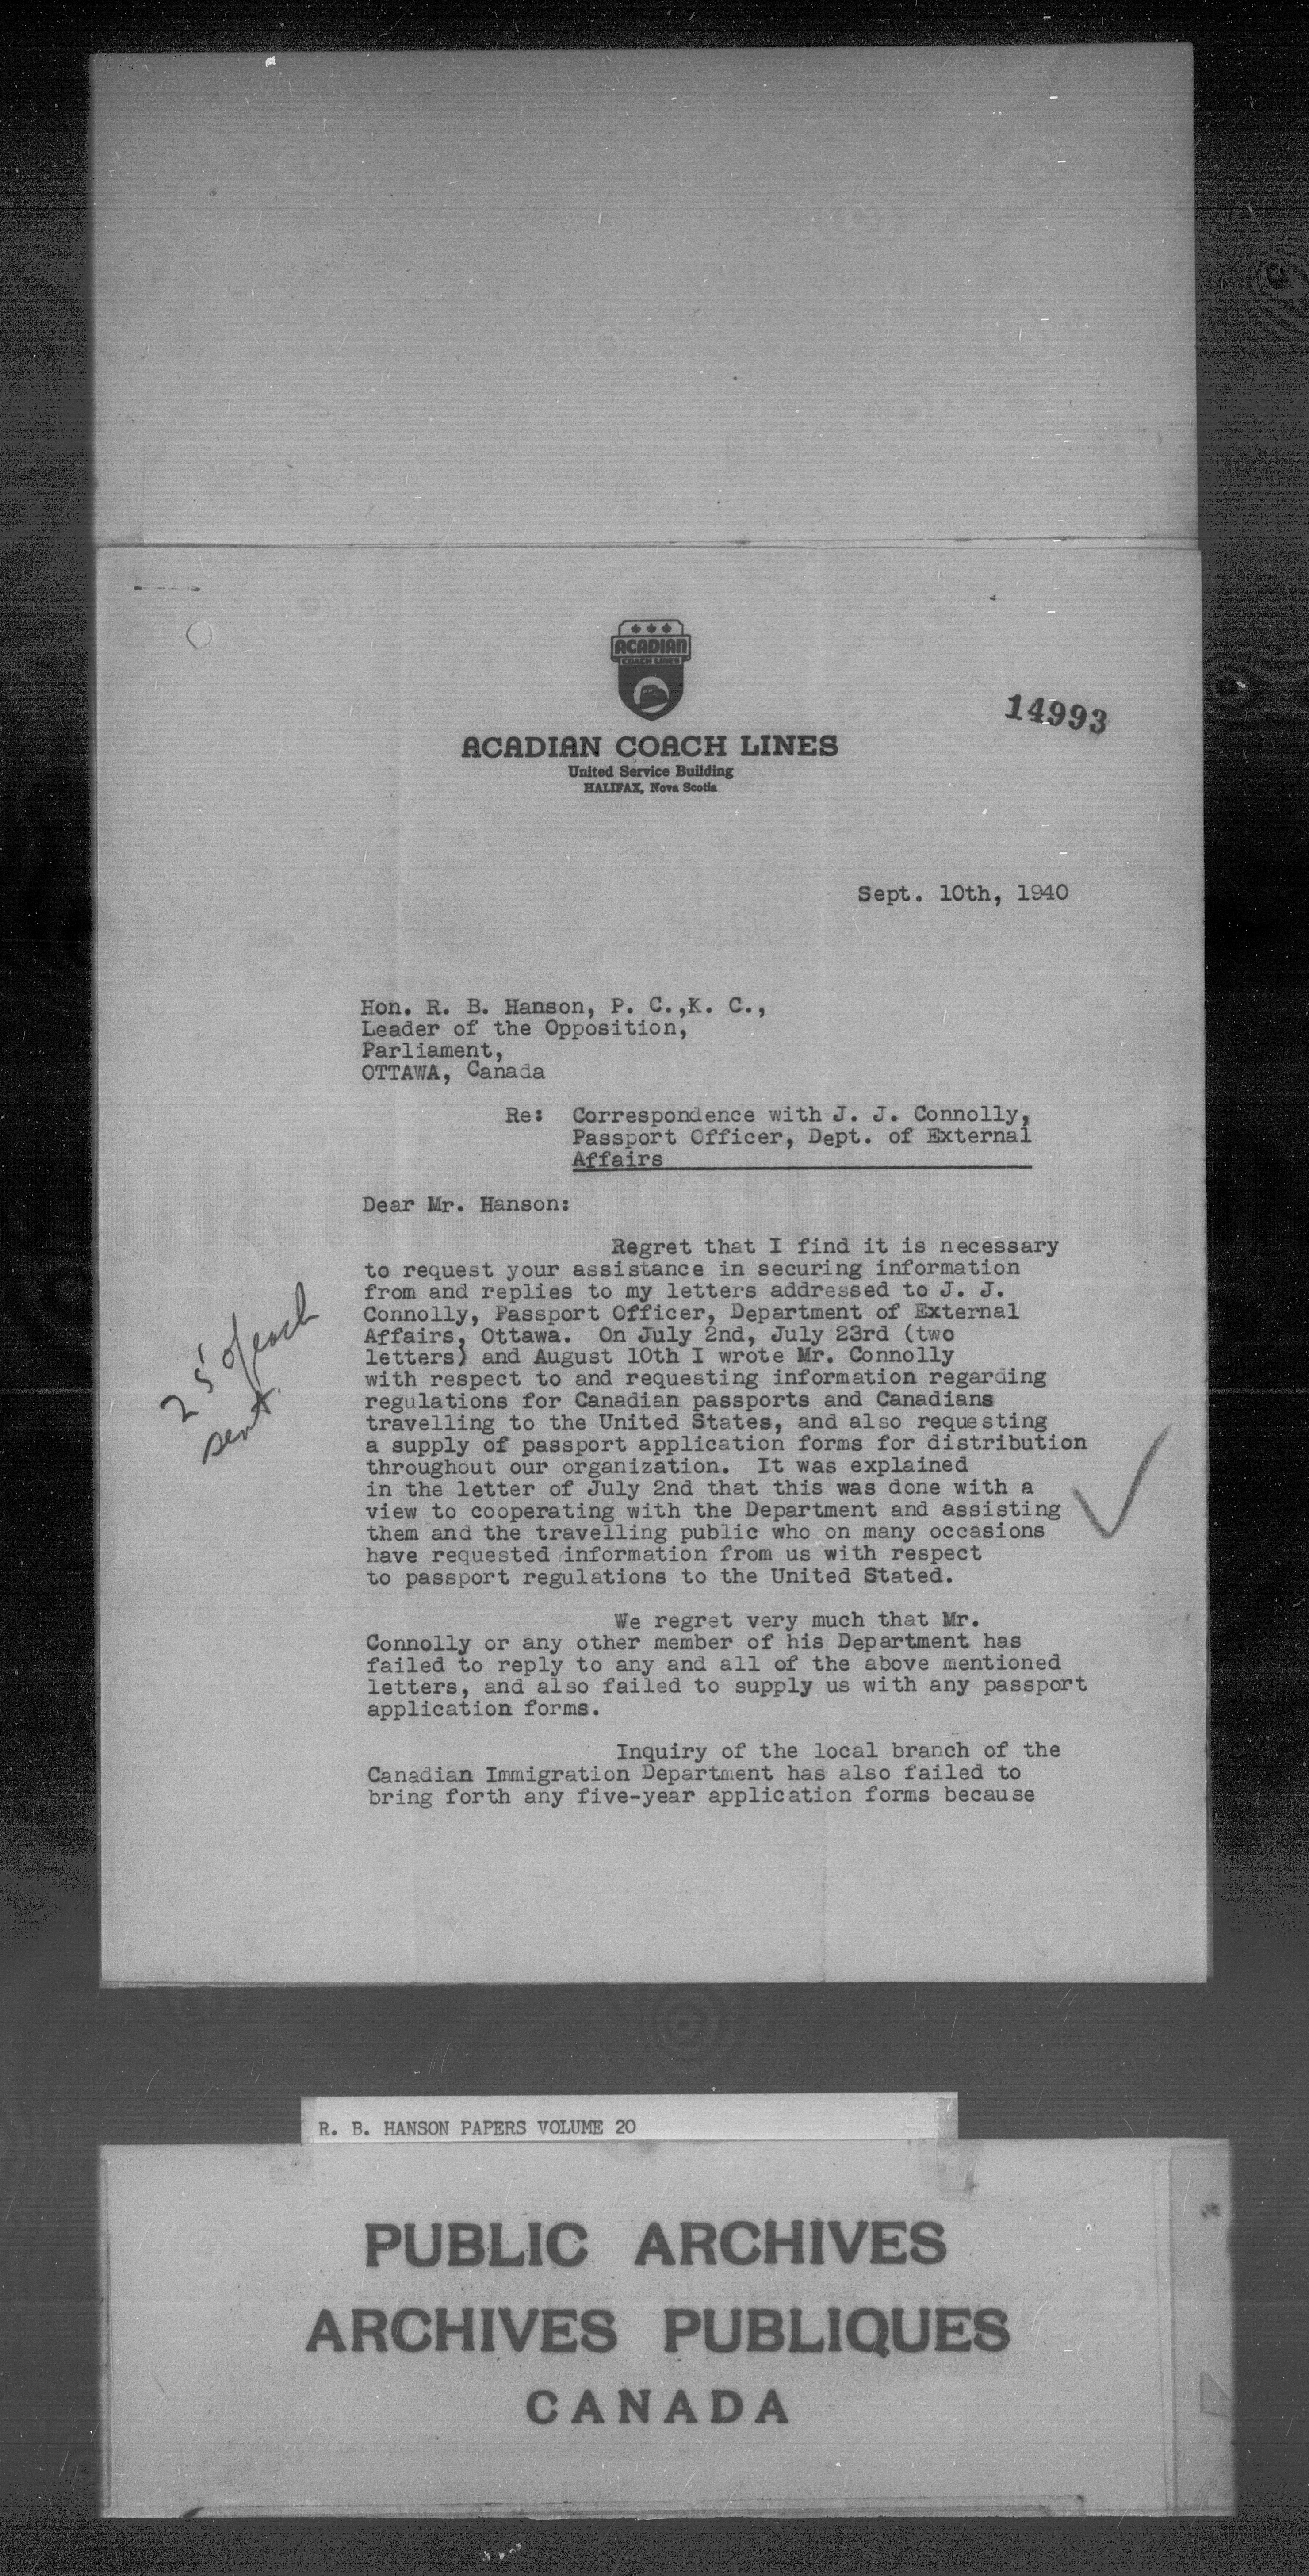 ACADIAN
COACH LINES
14993
ACADIAN COACH LINES
United Service Building
HALIFAX, Nova Scotia
Sept. 10th, 1940
Hon. R. B. Hanson, P. C.,K. C.,
Leader of the Opposition,
Parliament,
OTTAWA, Canada
Re: Correspondence with J. J. Connolly,
Passport Officer, Dept. of External
Affairs
Dear Mr. Hanson:
Regret that I find it is necessary
to request your assistance in securing information
from and replies to my letters addressed to J. J.
Connolly, Passport Officer, Department of External
Affairs, Ottawa. On July 2nd, July 23rd (two
letters) and August 10th I wrote Mr. Connolly
with respect to and requesting information regarding
regulations for Canadian passports and Canadians
travelling to the United States, and also requesting
a supply of passport application forms for distribution
throughout our organization. It was explained
in the letter of July 2nd that this was done with a
view to cooperating with the Department and assisting
them and the travelling public who on many occasions
have requested information from us with respect
to passport regulations to the United Stated.
25 of each
sent.
We regret very much that Mr.
Connolly or any other member of his Department has
failed to reply to any and all of the above mentioned
letters, and also failed to supply us with any passport
application forms.
Inquiry of the local branch of the
Canadian Immigration Department has also failed to
bring forth any five-year application forms because
R. B. HANSON PAPERS VOLUME 20
PUBLIC ARCHIVES
ARCHIVES PUBLIQUES
CANADA